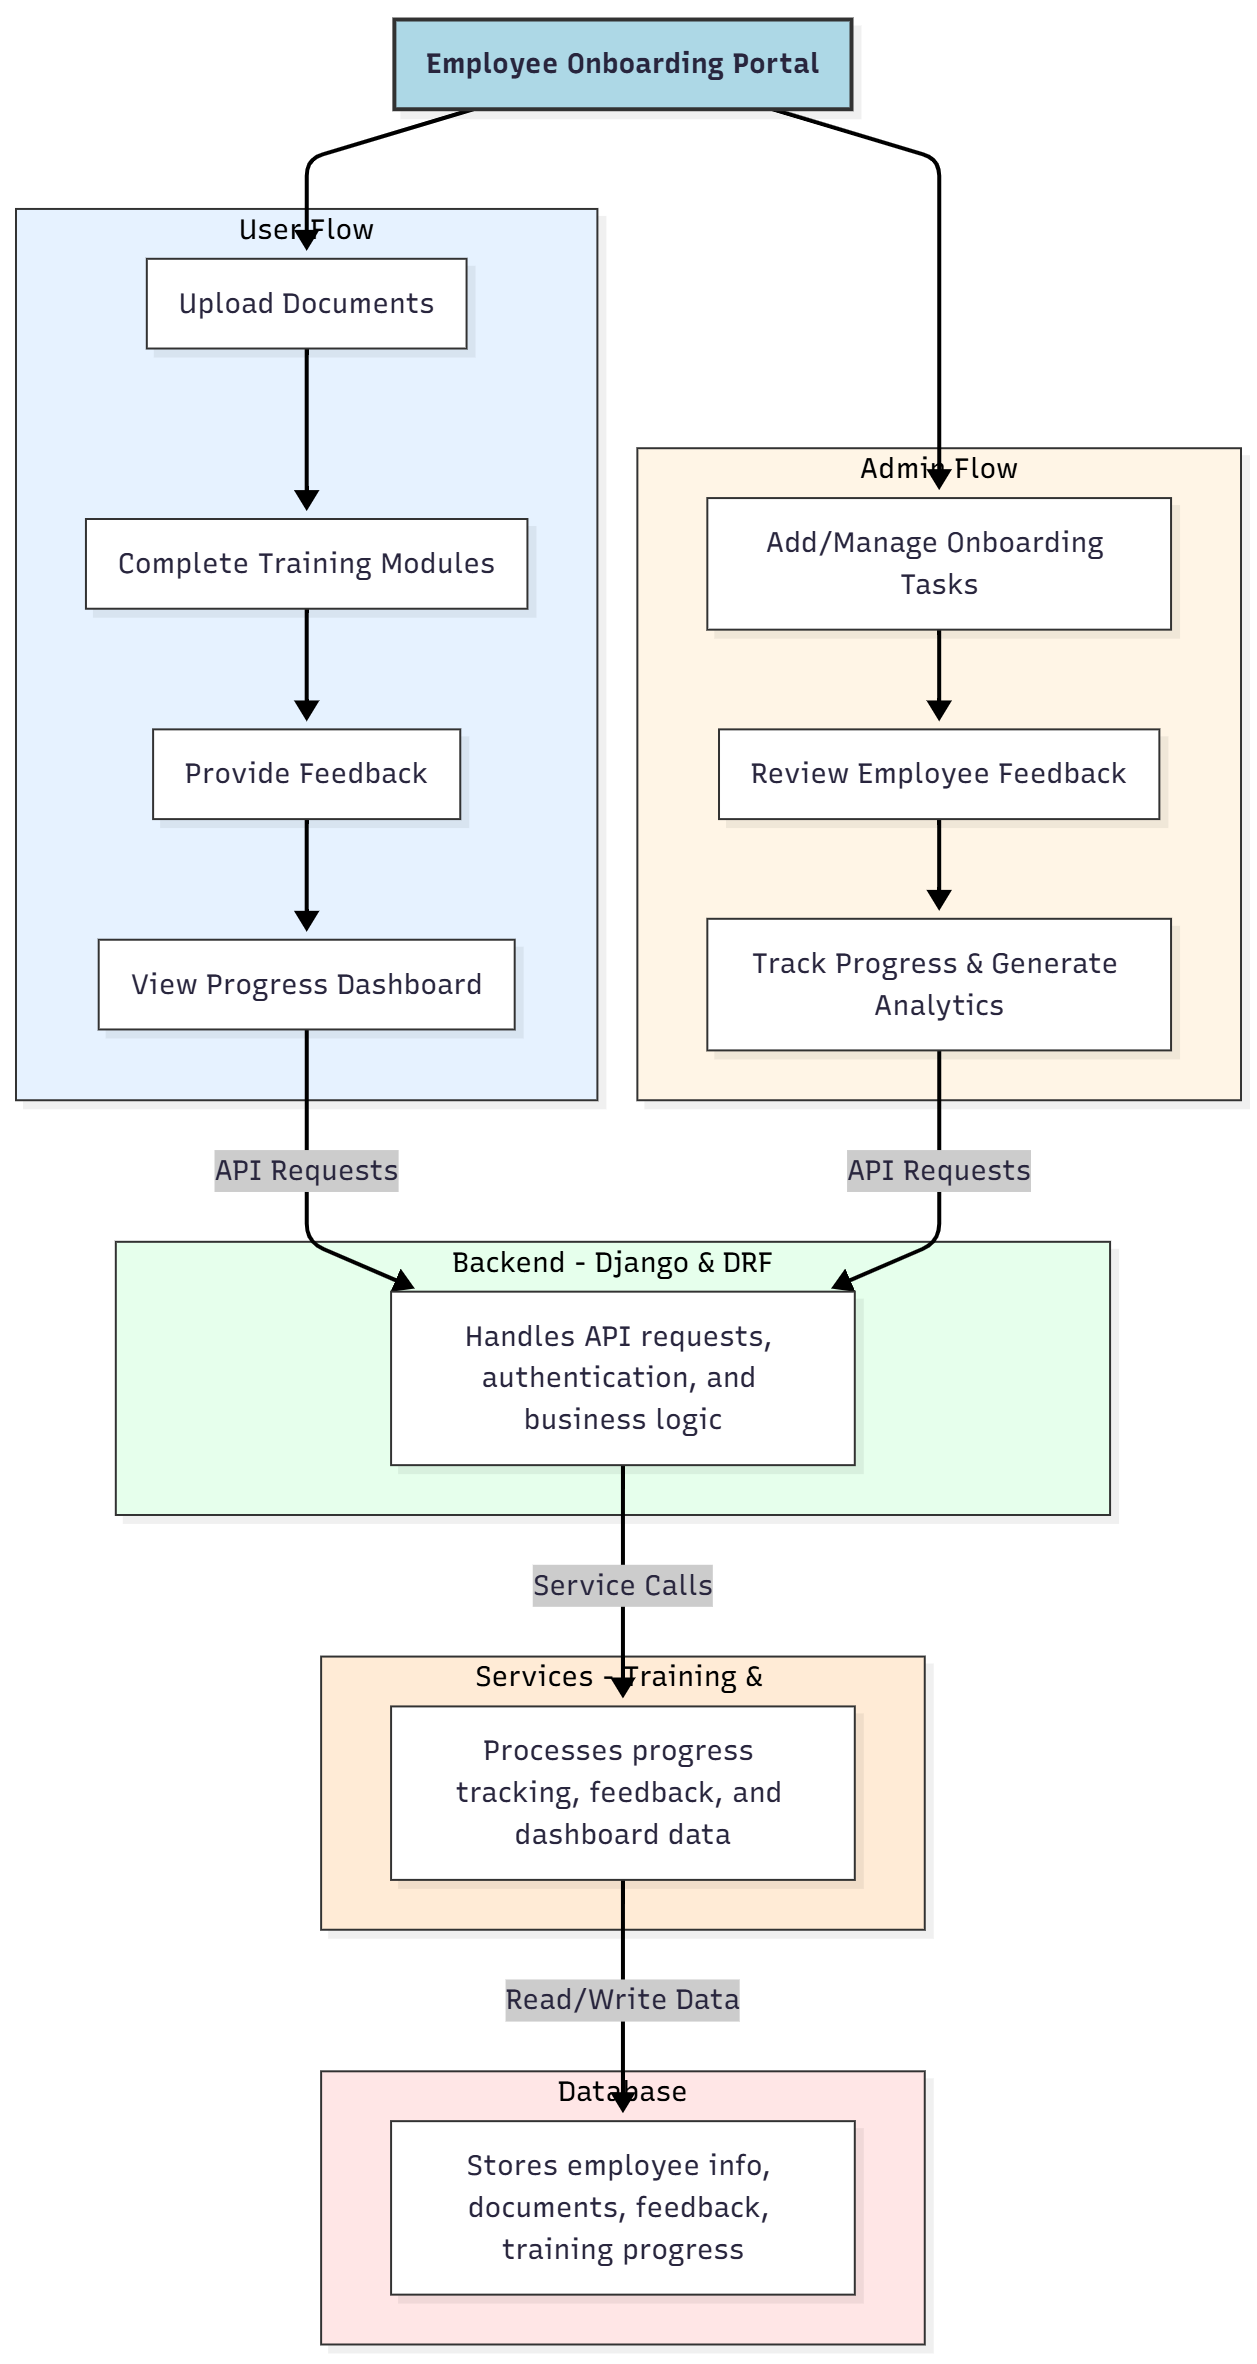 Employee Onboarding Portal
User Flow
Upload Documents
Complete Training Modules
Provide Feedback
View Progress Dashboard
Admin Flow
Add/Manage Onboarding
Tasks
Review Employee Feedback
Track Progress & Generate
Analytics
API Requests
API Requests
Backend - Django & DRF
Handles API requests,
authentication, and
business logic
Service Calls
Services - Training &
Processes progress
tracking, feedback, and
dashboard data
Read/Write Data
Database
Stores employee info,
documents, feedback,
training progress